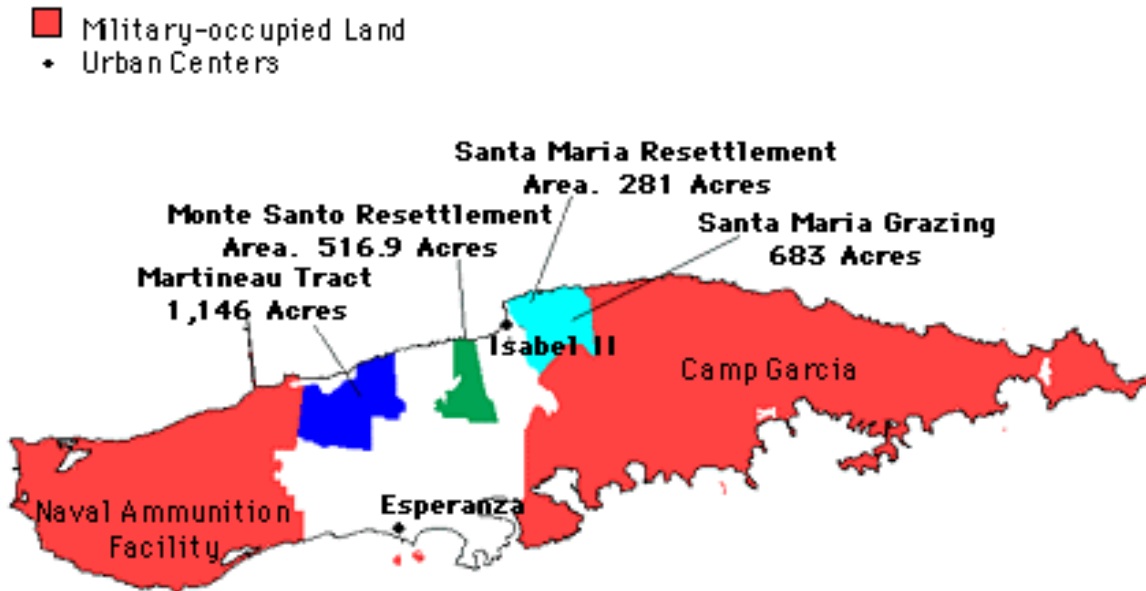 Military-occupied Land
Urban Centers
Santa Maria Resettlement
Area. 281 Acres
Monte Santo Resettlement
Area. 516.9 Acres
Santa Maria Grazing
683 Acres
Martineau Tract
1,146 Acres
Isabel II
Camp Garcia
Esperanza
Naval Ammunition
Facility